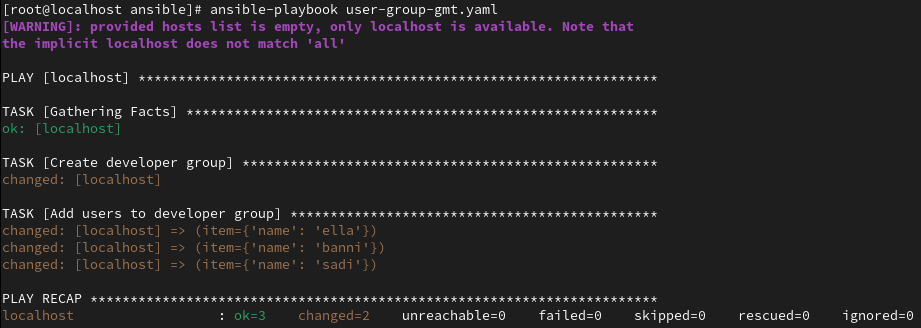 [root@localhost ansible]# ansible-playbook user-group-gmt.yaml
[WARNING]: provided hosts list is empty, only localhost is available. Note that
the implicit localhost does not match 'all'
PLAY [localhost] *****************************************************************
TASK [Gathering Facts] ***********************************************************
ok: [localhost]
TASK [Create developer group] ****************************************************
changed: [localhost]
TASK [Add users to developer group] **********************************************
changed: [localhost] => (item={'name': 'ella'})
changed: [localhost] => (item={'name': 'banni'})
changed: [localhost] => (item={'name': 'sadi'})
PLAY RECAP ***********************************************************************
localhost                  : ok=3    changed=2    unreachable=0    failed=0    skipped=0    rescued=0    ignored=0